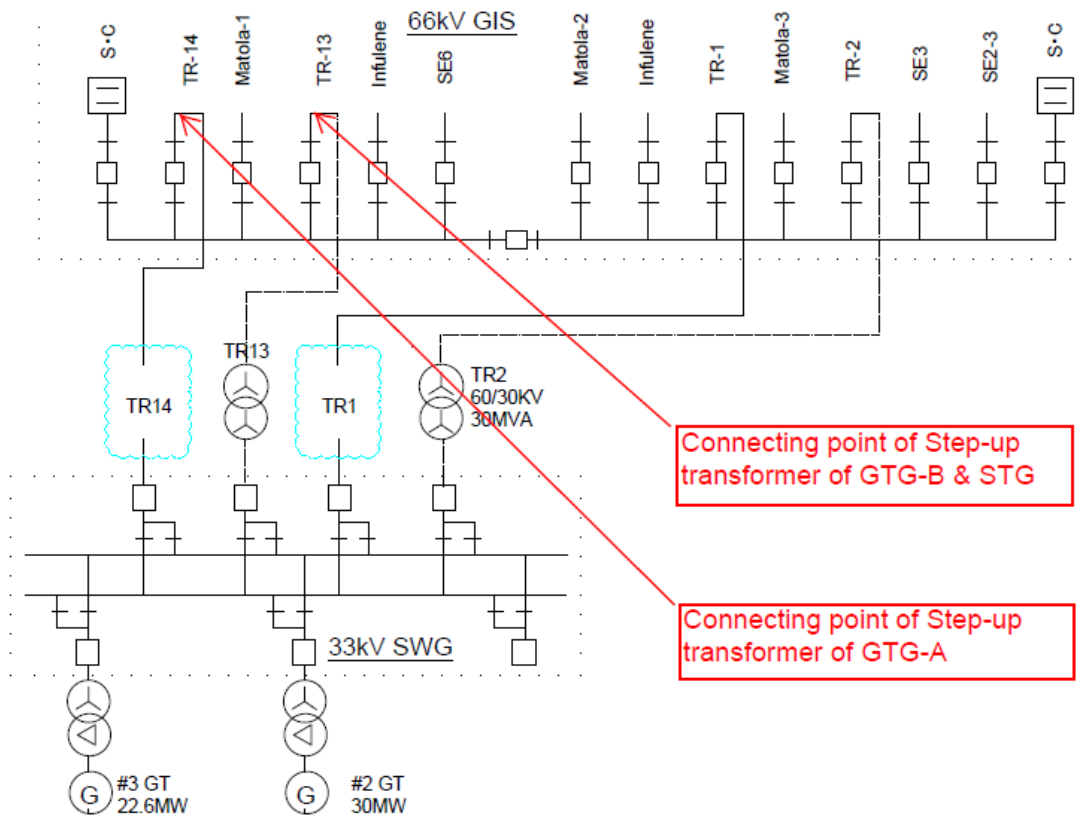 66kV GIS
S・C
TR-14
Matola-1
TR-13
Infulene
SE6
Matola-2
Infulene
TR-1
Matola-3
TR-2
SE3
SE2-3
S・C
TR14
TR13
TR1
TR2
60/30KV
30MVA
Connecting point of Step-up
transformer of GTG-B & STG
Connecting point of Step-up
transformer of GTG-A
33kV SWG
G
#3 GT
22.6MW
G
#2 GT
30MW